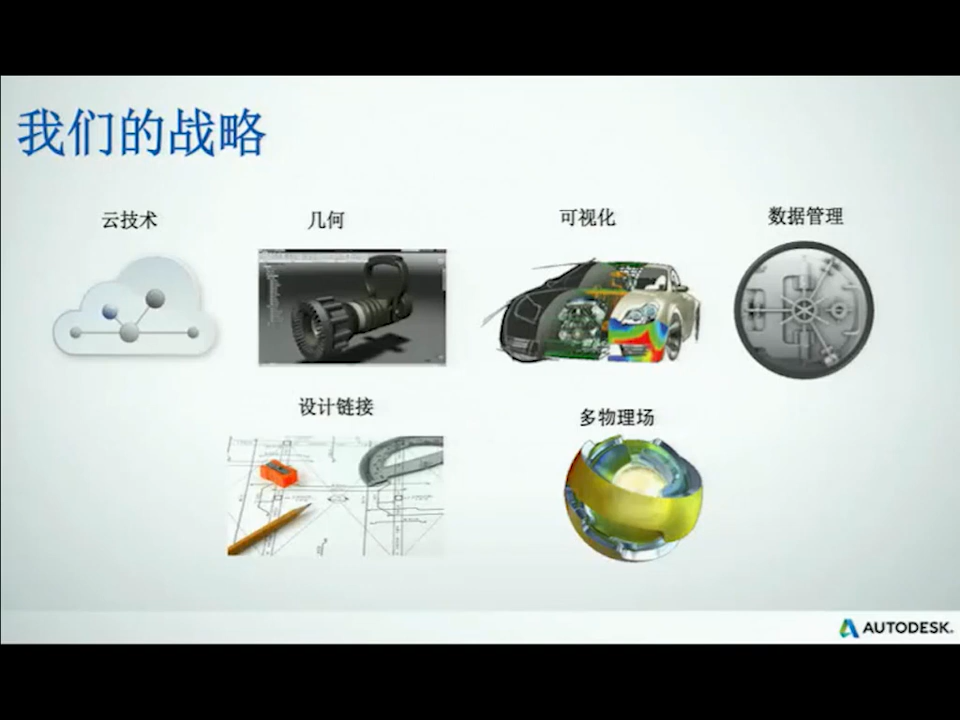 我们的战略
云技术
几何
可视化
数据管理
设计链接
多物理场
AUTODESK.